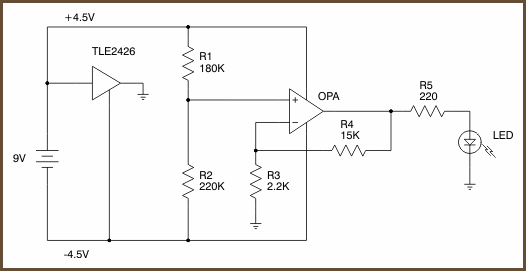 +4.5V
TLE2426
R1
180K
OPA
+
−
R5
220
R4
15K
LED
9V
R2
220K
R3
2.2K
-4.5V